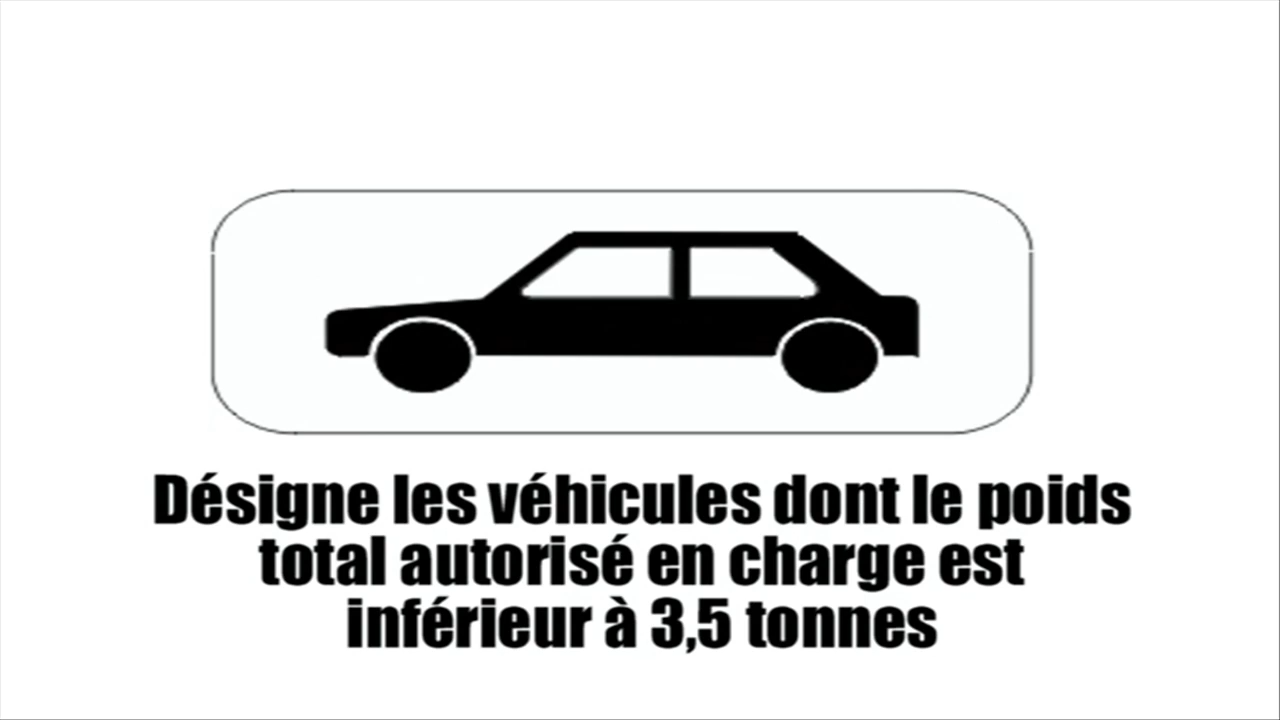 Désigne les véhicules dont le poids
total autorisé en charge est
inférieur à 3,5 tonnes